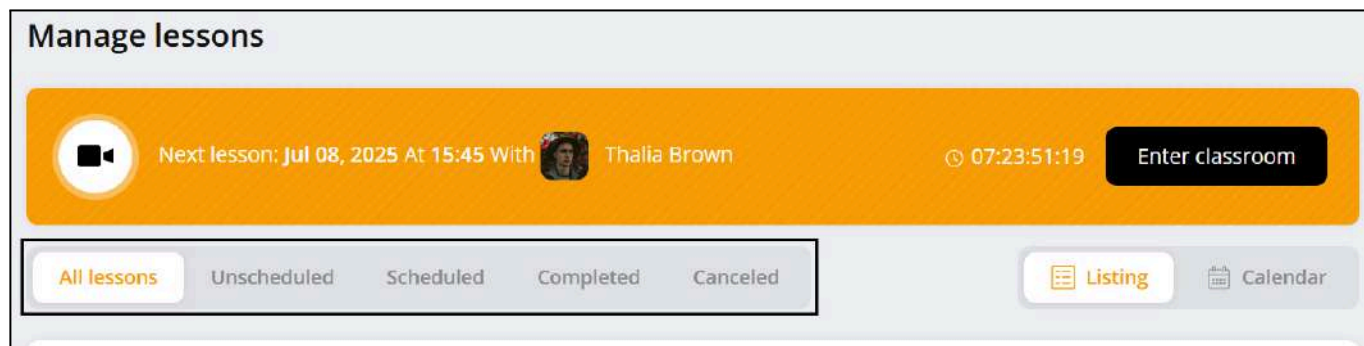 Manage lessons
Next lesson: Jul 08, 2025 At 15:45 With Thalia Brown 07:23:51:19 Enter classroom
All lessons Unscheduled Scheduled Completed Canceled Listing Calendar